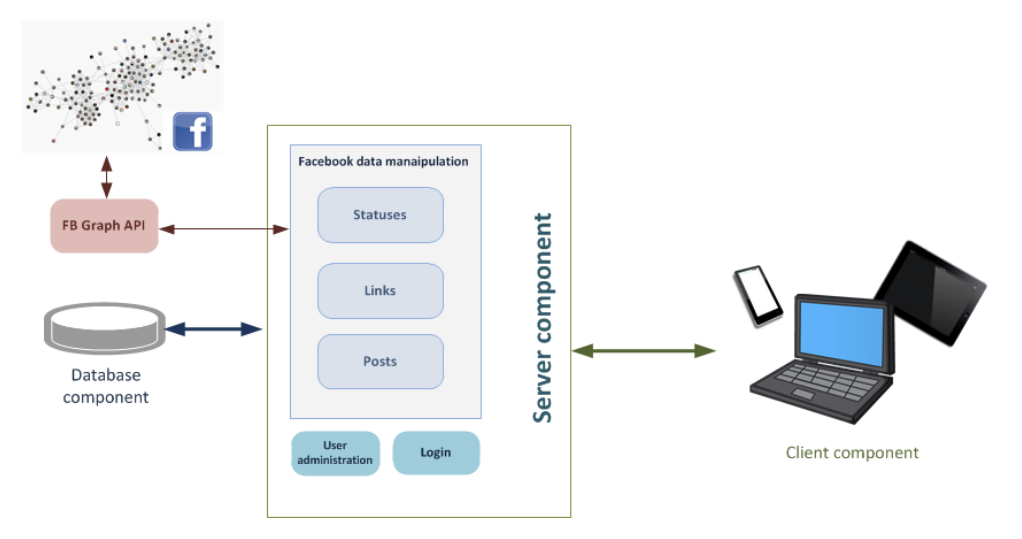 f
Facebook data manaipulation
Statuses
FB Graph API
Links
Posts
Server component
Database
component
User
administration
Login
Client component